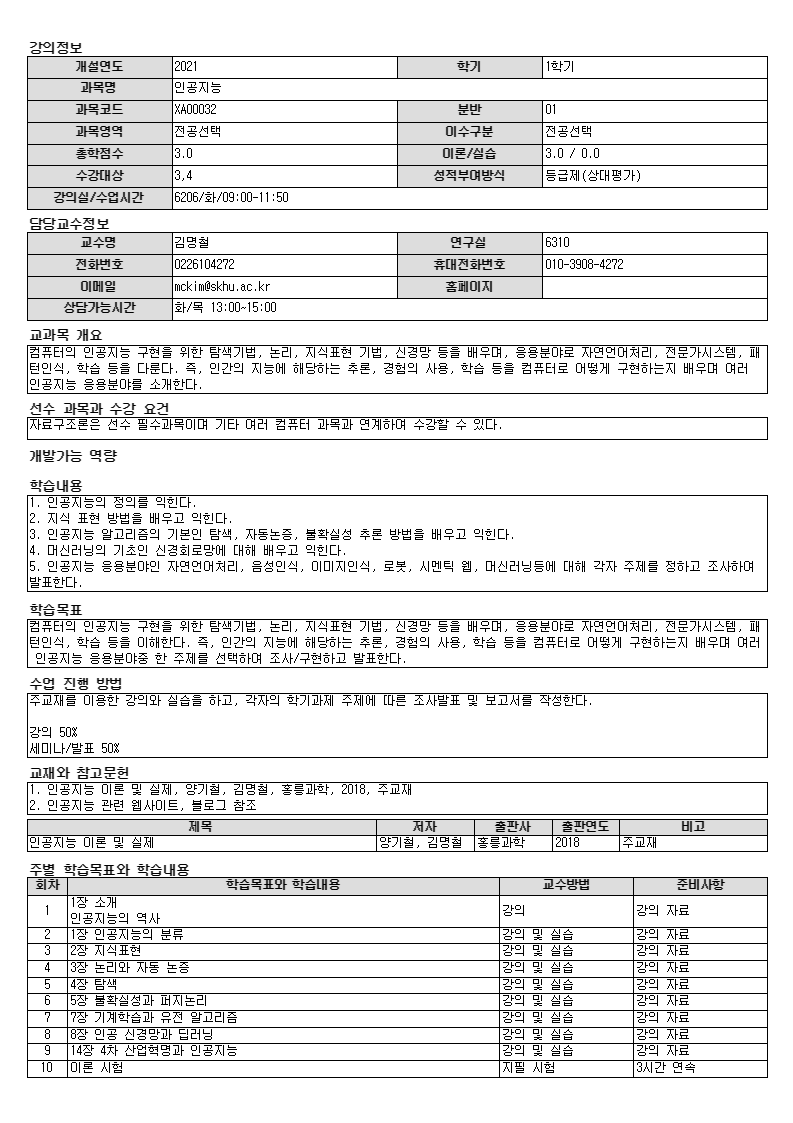 강의정보
개설연도 2021 학기 1학기
과목명 인공지능
과목코드 XA00032 분반 01
과목영역 전공선택 이수구분 전공선택
총학점수 3.0 이론/실습 3.0 / 0.0
수강대상 3,4 성적부여방식 등급제(상대평가)
강의실/수업시간 6206/화/09:00-11:50
담당교수정보
교수명 김명철 연구실 6310
전화번호 0226104272 휴대전화번호 010-3908-4272
이메일 mckim@skhu.ac.kr 홈페이지
상담가능시간 화/목 13:00~15:00
교과목 개요
컴퓨터의 인공지능 구현을 위한 탐색기법, 논리, 지식표현 기법, 신경망 등을 배우며, 응용분야로 자연언어처리, 전문가시스템, 패
턴인식, 학습 등을 다룬다. 즉, 인간의 지능에 해당하는 추론, 경험의 사용, 학습 등을 컴퓨터로 어떻게 구현하는지 배우며 여러
인공지능 응용분야를 소개한다.
선수 과목과 수강 요건
자료구조론은 선수 필수과목이며 기타 여러 컴퓨터 과목과 연계하여 수강할 수 있다.
개발가능 역량
학습내용
1. 인공지능의 정의를 익힌다.
2. 지식 표현 방법을 배우고 익힌다.
3. 인공지능 알고리즘의 기본인 탐색, 자동논증, 불확실성 추론 방법을 배우고 익힌다.
4. 머신러닝의 기초인 신경회로망에 대해 배우고 익힌다.
5. 인공지능 응용분야인 자연언어처리, 음성인식, 이미지인식, 로봇, 시멘틱 웹, 머신러닝등에 대해 각자 주제를 정하고 조사하여
발표한다.
학습목표
컴퓨터의 인공지능 구현을 위한 탐색기법, 논리, 지식표현 기법, 신경망 등을 배우며, 응용분야로 자연언어처리, 전문가시스템, 패
턴인식, 학습 등을 이해한다. 즉, 인간의 지능에 해당하는 추론, 경험의 사용, 학습 등을 컴퓨터로 어떻게 구현하는지 배우며 여러
인공지능 응용분야중 한 주제를 선택하여 조사/구현하고 발표한다.
수업 진행 방법
주교재를 이용한 강의와 실습을 하고, 각자의 학기과제 주제에 따른 조사발표 및 보고서를 작성한다.
강의 50%
세미나/발표 50%
교재와 참고문헌
1. 인공지능 이론 및 실제, 양기철, 김명철, 홍릉과학, 2018, 주교재
2. 인공지능 관련 웹사이트, 블로그 참조
제목 저자 출판사 출판연도 비고
인공지능 이론 및 실제 양기철, 김명철 홍릉과학 2018 주교재
주별 학습목표와 학습내용
회차 학습목표와 학습내용 교수방법 준비사항
1 1장 소개 강의 강의 자료
인공지능의 역사
2 1장 인공지능의 분류 강의 및 실습 강의 자료
3 2장 지식표현 강의 및 실습 강의 자료
4 3장 논리와 자동 논증 강의 및 실습 강의 자료
5 4장 탐색 강의 및 실습 강의 자료
6 5장 불확실성과 퍼지논리 강의 및 실습 강의 자료
7 7장 기계학습과 유전 알고리즘 강의 및 실습 강의 자료
8 8장 인공 신경망과 딥러닝 강의 및 실습 강의 자료
9 14장 4차 산업혁명과 인공지능 강의 및 실습 강의 자료
10 이론 시험 지필 시험 3시간 연속